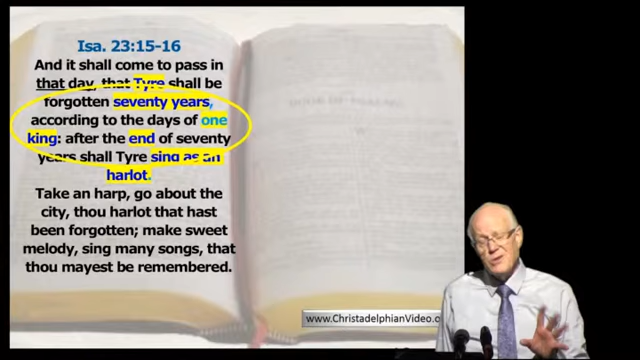 Isa. 23:15-16
And it shall come to pass in
that day, that Tyre shall be
forgotten seventy years,
according to the days of one
king: after the end of seventy
years shall Tyre sing as an
harlot.
Take an harp, go about the
city, thou harlot that hast
been forgotten; make sweet
melody, sing many songs, that
thou mayest be remembered.
www.ChristadelphianVideo.o